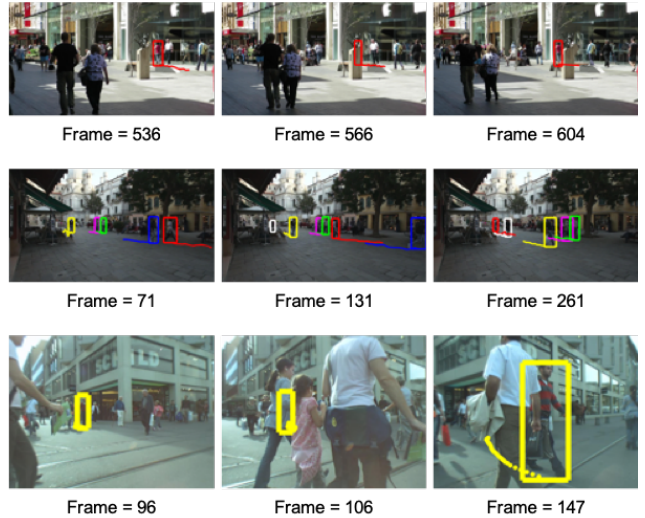 Frame = 536
Frame = 566
Frame = 604
Frame = 71
Frame = 131
Frame = 261
Frame = 96
Frame = 106
Frame = 147